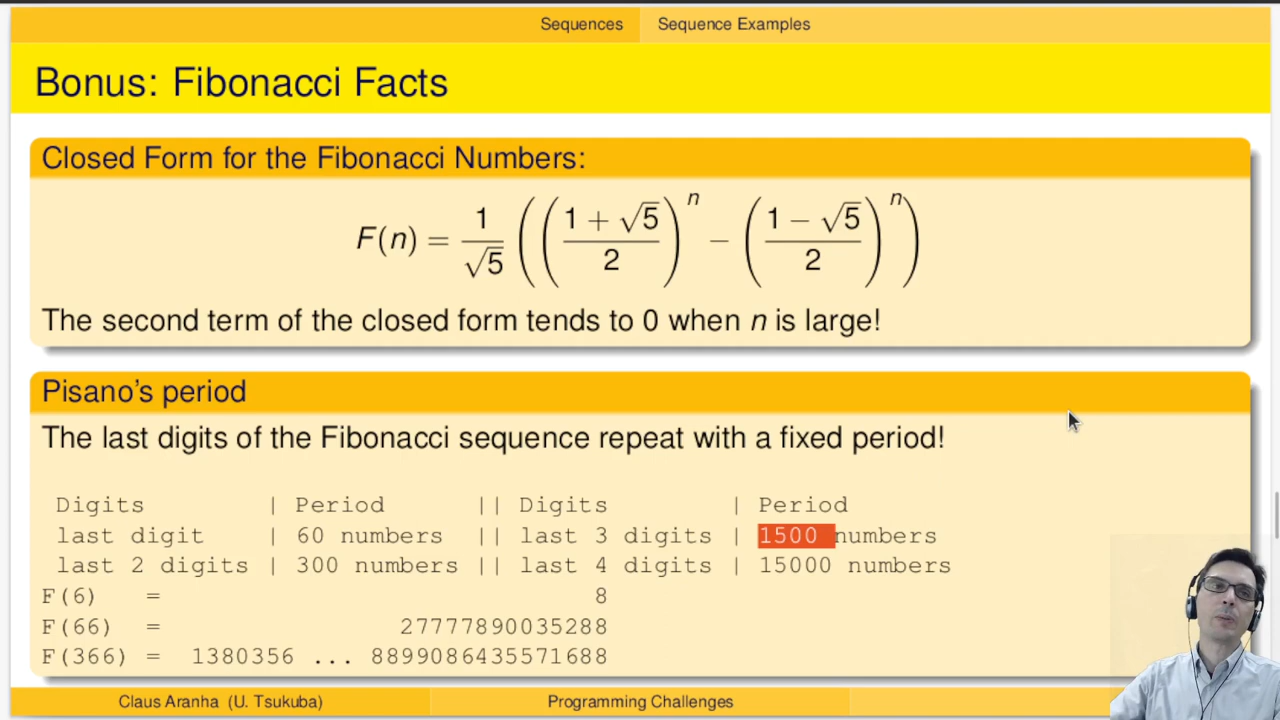 Sequences Sequence Examples
Bonus: Fibonacci Facts
Closed Form for the Fibonacci Numbers:
F(n) = 1/√5 (((1 + √5)/2)^n − ((1 − √5)/2)^n)
The second term of the closed form tends to 0 when n is large!
Pisano's period
The last digits of the Fibonacci sequence repeat with a fixed period!
Digits | Period || Digits | Period
last digit | 60 numbers || last 3 digits | 1500 numbers
last 2 digits | 300 numbers || last 4 digits | 15000 numbers
F(6) = 8
F(66) = 27777890035288
F(366) = 1380356 ... 8899086435571688
Claus Aranha (U. Tsukuba) Programming Challenges